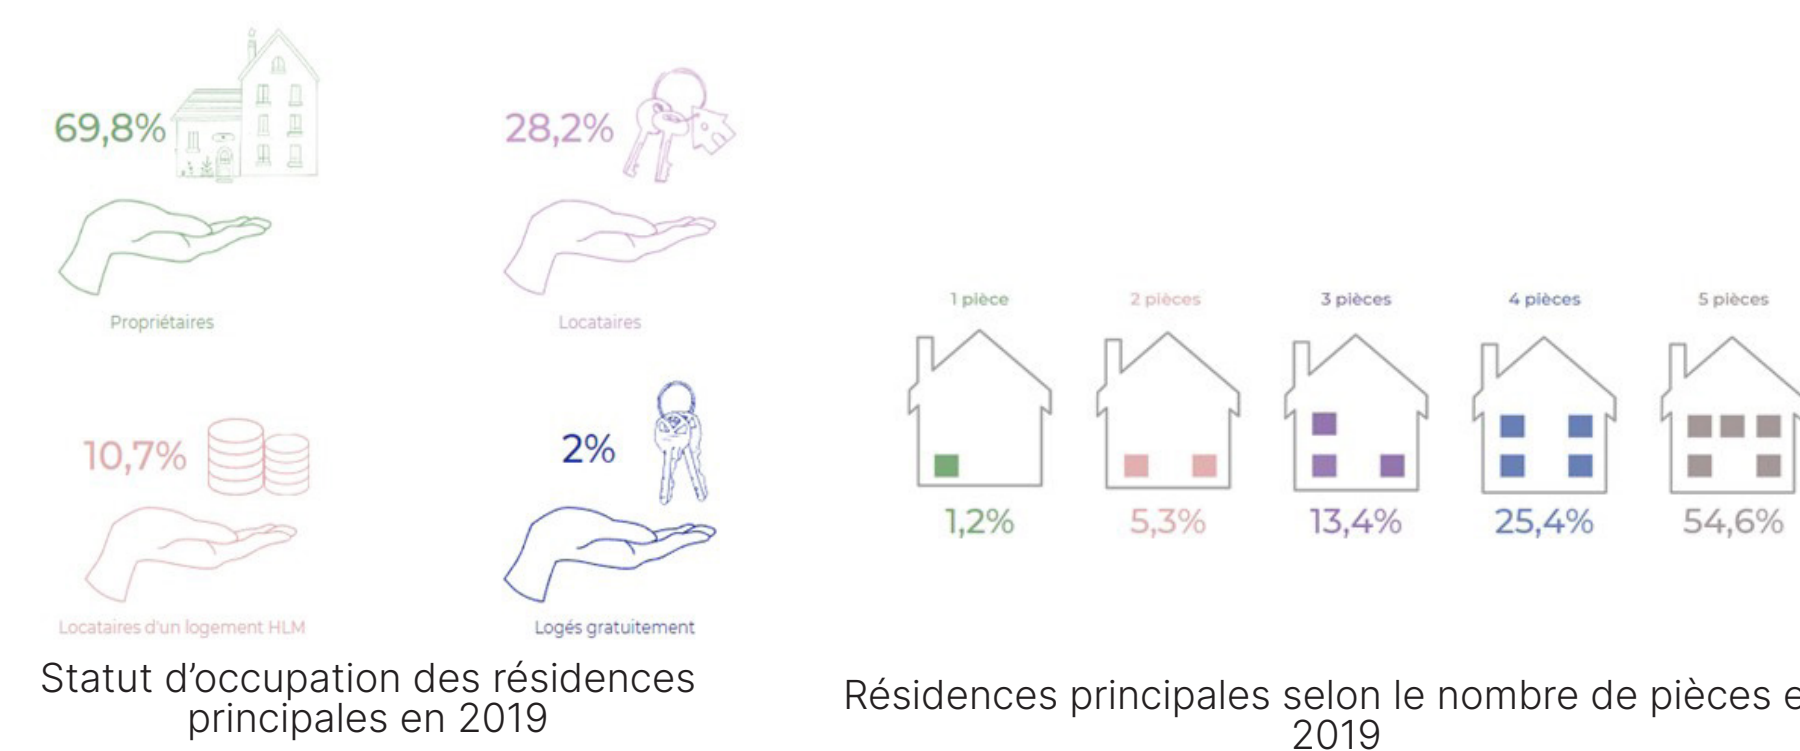 69,8%
28,2%
Propriétaires
Locataires
10,7%
2%
Locataires d'un logement HLM
Logés gratuitement
Statut d’occupation des résidences
principales en 2019
1 pièce
2 pièces
3 pièces
4 pièces
5 pièces
1,2%
5,3%
13,4%
25,4%
54,6%
Résidences principales selon le nombre de pièces
2019